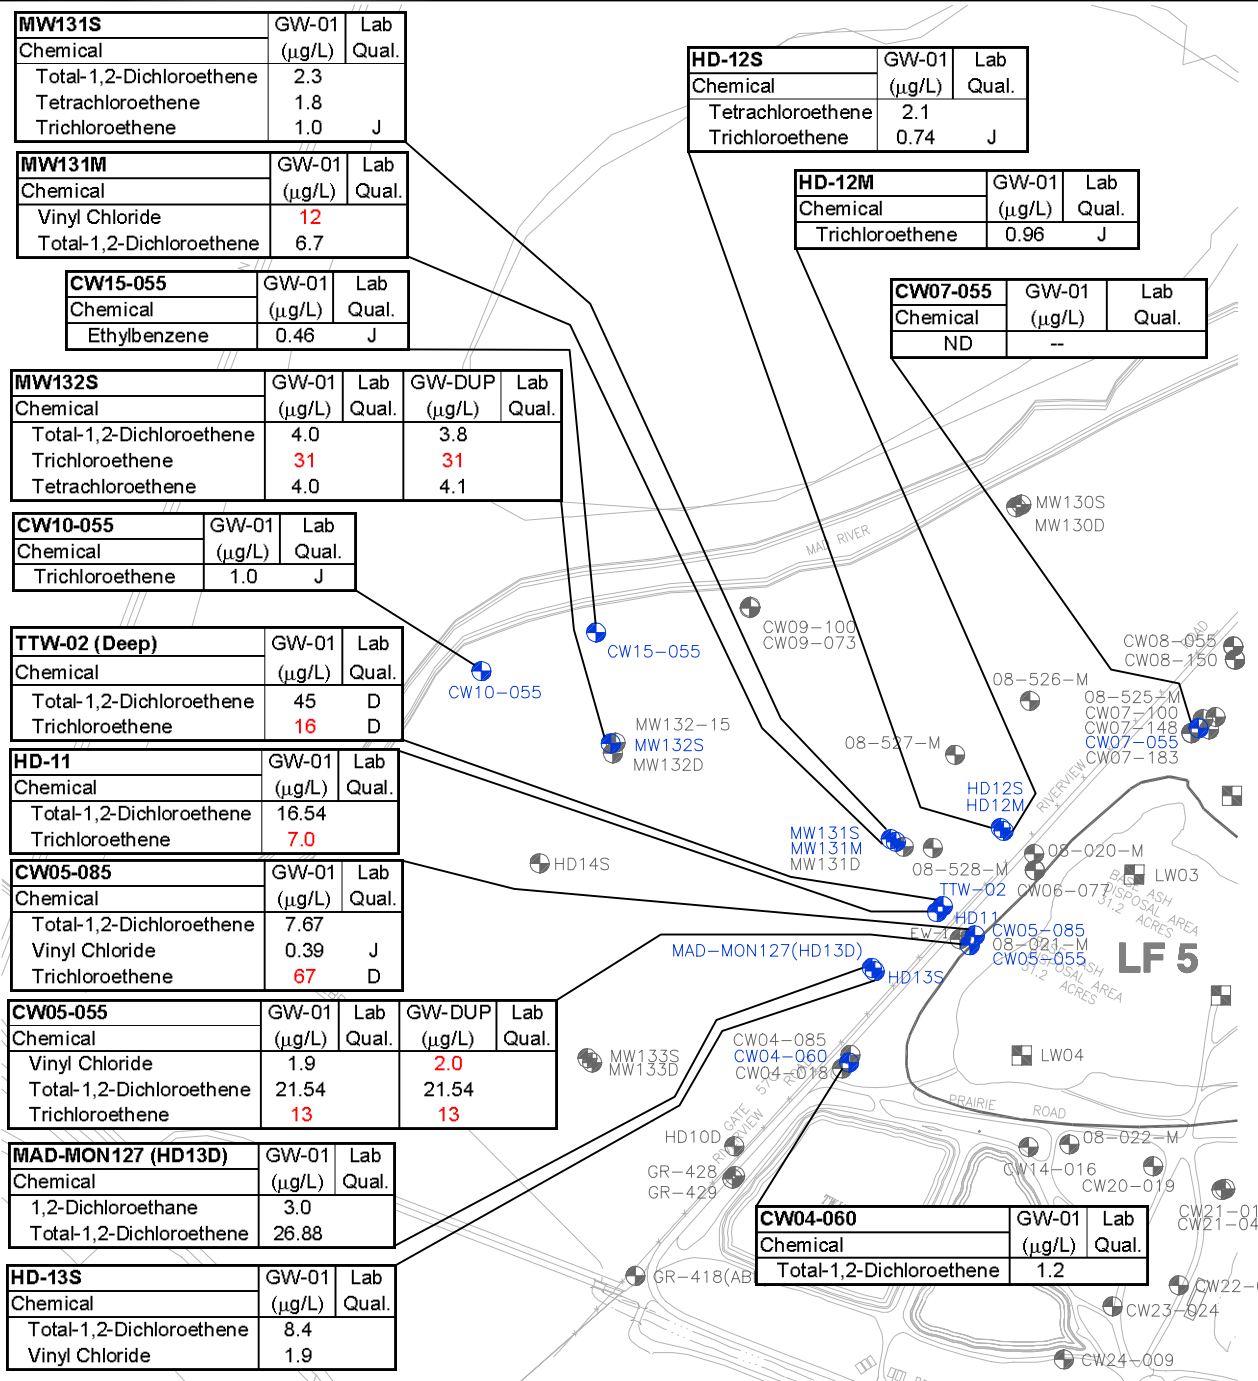 MW131S GW-01 Lab
Chemical (µg/L) Qual.
Total-1,2-Dichloroethene 2.3
Tetrachloroethene 1.8
Trichloroethene 1.0 J
MW131M GW-01 Lab
Chemical (µg/L) Qual.
Vinyl Chloride 12
Total-1,2-Dichloroethene 6.7
CW15-055 GW-01 Lab
Chemical (µg/L) Qual.
Ethylbenzene 0.46 J
MW132S GW-01 Lab GW-DUP Lab
Chemical (µg/L) Qual. (µg/L) Qual.
Total-1,2-Dichloroethene 4.0 3.8
Trichloroethene 31 31
Tetrachloroethene 4.0 4.1
CW10-055 GW-01 Lab
Chemical (µg/L) Qual.
Trichloroethene 1.0 J
TTW-02 (Deep) GW-01 Lab
Chemical (µg/L) Qual.
Total-1,2-Dichloroethene 45 D
Trichloroethene 16 D
HD-11 GW-01 Lab
Chemical (µg/L) Qual.
Total-1,2-Dichloroethene 16.54
Trichloroethene 7.0
CW05-085 GW-01 Lab
Chemical (µg/L) Qual.
Total-1,2-Dichloroethene 7.67
Vinyl Chloride 0.39 J
Trichloroethene 67 D
CW05-055 GW-01 Lab GW-DUP Lab
Chemical (µg/L) Qual. (µg/L) Qual.
Vinyl Chloride 1.9 2.0
Total-1,2-Dichloroethene 21.54 21.54
Trichloroethene 13 13
MAD-MON127 (HD13D) GW-01 Lab
Chemical (µg/L) Qual.
1,2-Dichloroethane 3.0
Total-1,2-Dichloroethene 26.88
HD-13S GW-01 Lab
Chemical (µg/L) Qual.
Total-1,2-Dichloroethene 8.4
Vinyl Chloride 1.9
HD-12S GW-01 Lab
Chemical (µg/L) Qual.
Tetrachloroethene 2.1
Trichloroethene 0.74 J
HD-12M GW-01 Lab
Chemical (µg/L) Qual.
Trichloroethene 0.96 J
CW07-055 GW-01 Lab
Chemical (µg/L) Qual.
ND --
CW04-060 GW-01 Lab
Chemical (µg/L) Qual.
Total-1,2-Dichloroethene 1.2
MW130S
MW130D
MAD RIVER
CW09-100
CW09-073
CW15-055
CW10-055
MW132-15
MW132S
MW132D
CW08-055
CW08-150
ROAD
08-526-M
08-525-M
CW07-100
CW07-148
CW07-055
CW07-183
08-527-M
HD12S
HD12M
RIVERVIEW
MW131S
MW131M
MW131D
08-528-M
08-020-M
CW06-077
LW03
HD14S
TTW-02
HD11
CW05-085
08-021-M
CW05-055
BASE ASH
DISPOSAL AREA
31.2 ACRES
LF 5
MAD-MON127(HD13D)
HD13S
MW133S
MW133D
CW04-085
CW04-060
CW04-018
LW04
PRAIRIE ROAD
HD10D
GR-428
GR-429
08-022-M
CW14-016
CW20-019
GR-418(AB
CW23-024
CW24-009